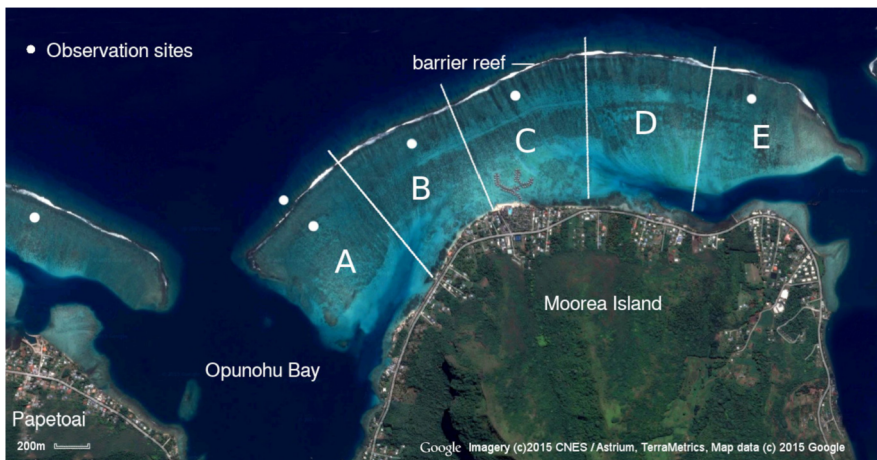 Observation sites
barrier reef
A
B
C
D
E
Moorea Island
Opunohu Bay
Papetoai
200m
Google Imagery (c)2015 CNES / Astrium, TerraMetrics, Map data (c) 2015 Google